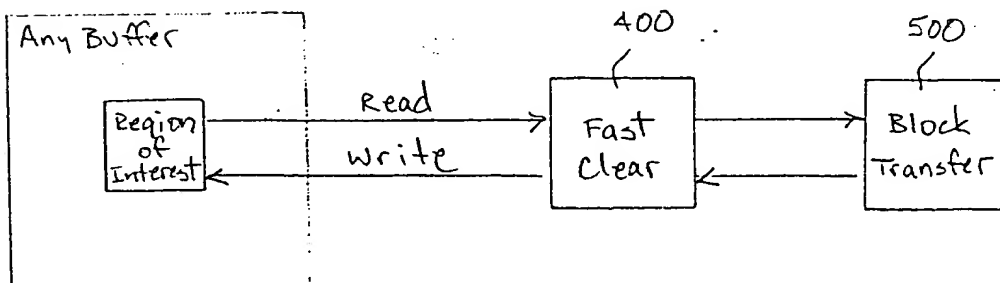 Any Buffer
400
500
Region
of
Interest
Read
Write
Fast
Clear
Block
Transfer